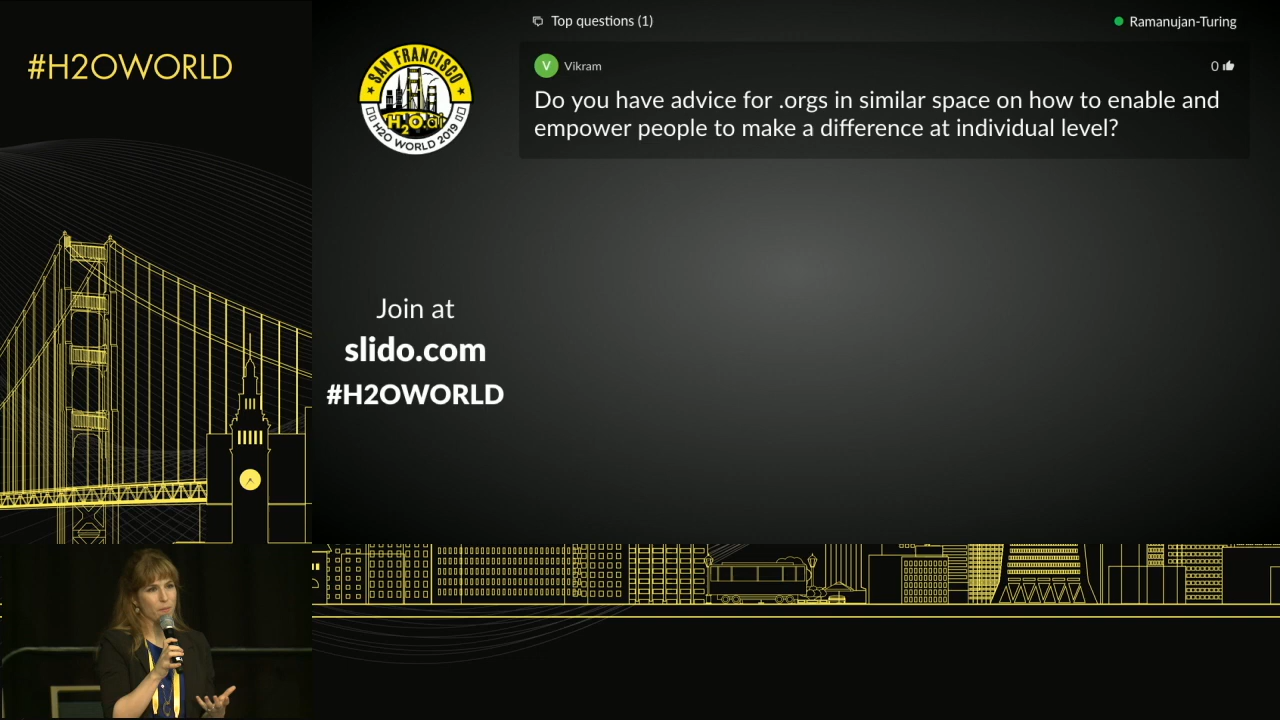 #H2OWORLD
Top questions (1)
Ramanujan-Turing
SAN FRANCISCO
H2O.ai
H2O WORLD 2019
V
Vikram
0
Do you have advice for .orgs in similar space on how to enable and
empower people to make a difference at individual level?
Join at
slido.com
#H2OWORLD